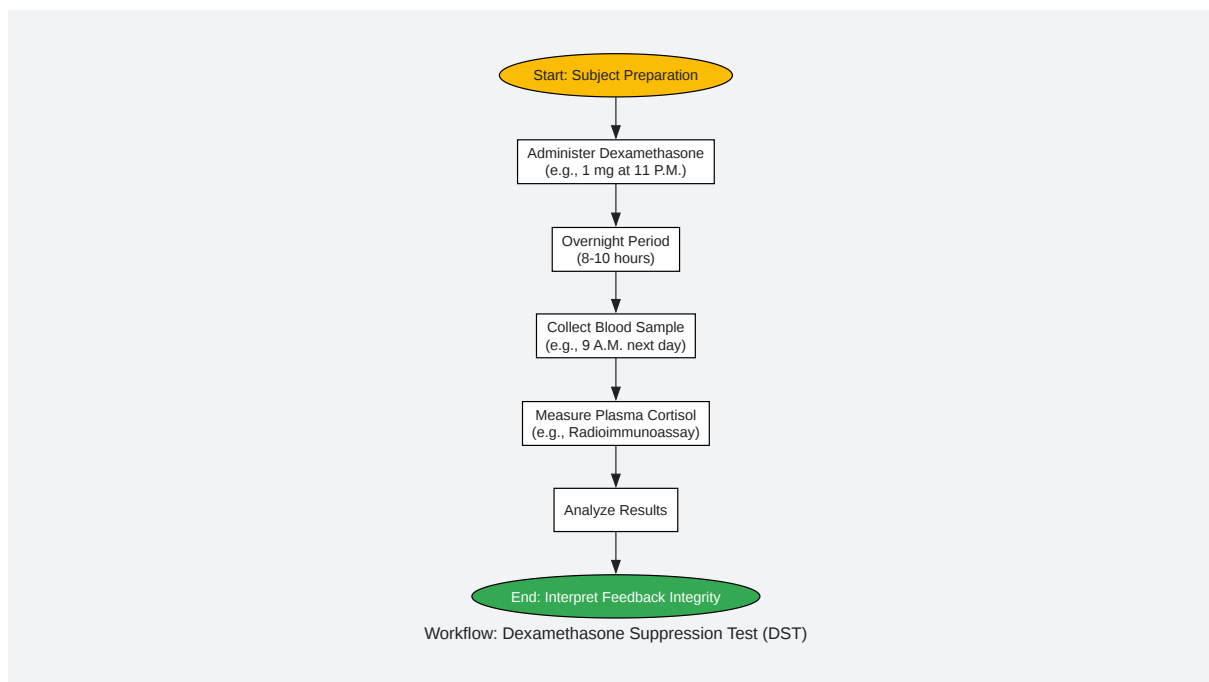 Start: Subject Preparation
Administer Dexamethasone
(e.g., 1 mg at 11 P.M.)
Overnight Period
(8-10 hours)
Collect Blood Sample
(e.g., 9 A.M. next day)
Measure Plasma Cortisol
(e.g., Radioimmunoassay)
Analyze Results
End: Interpret Feedback Integrity
Workflow: Dexamethasone Suppression Test (DST)